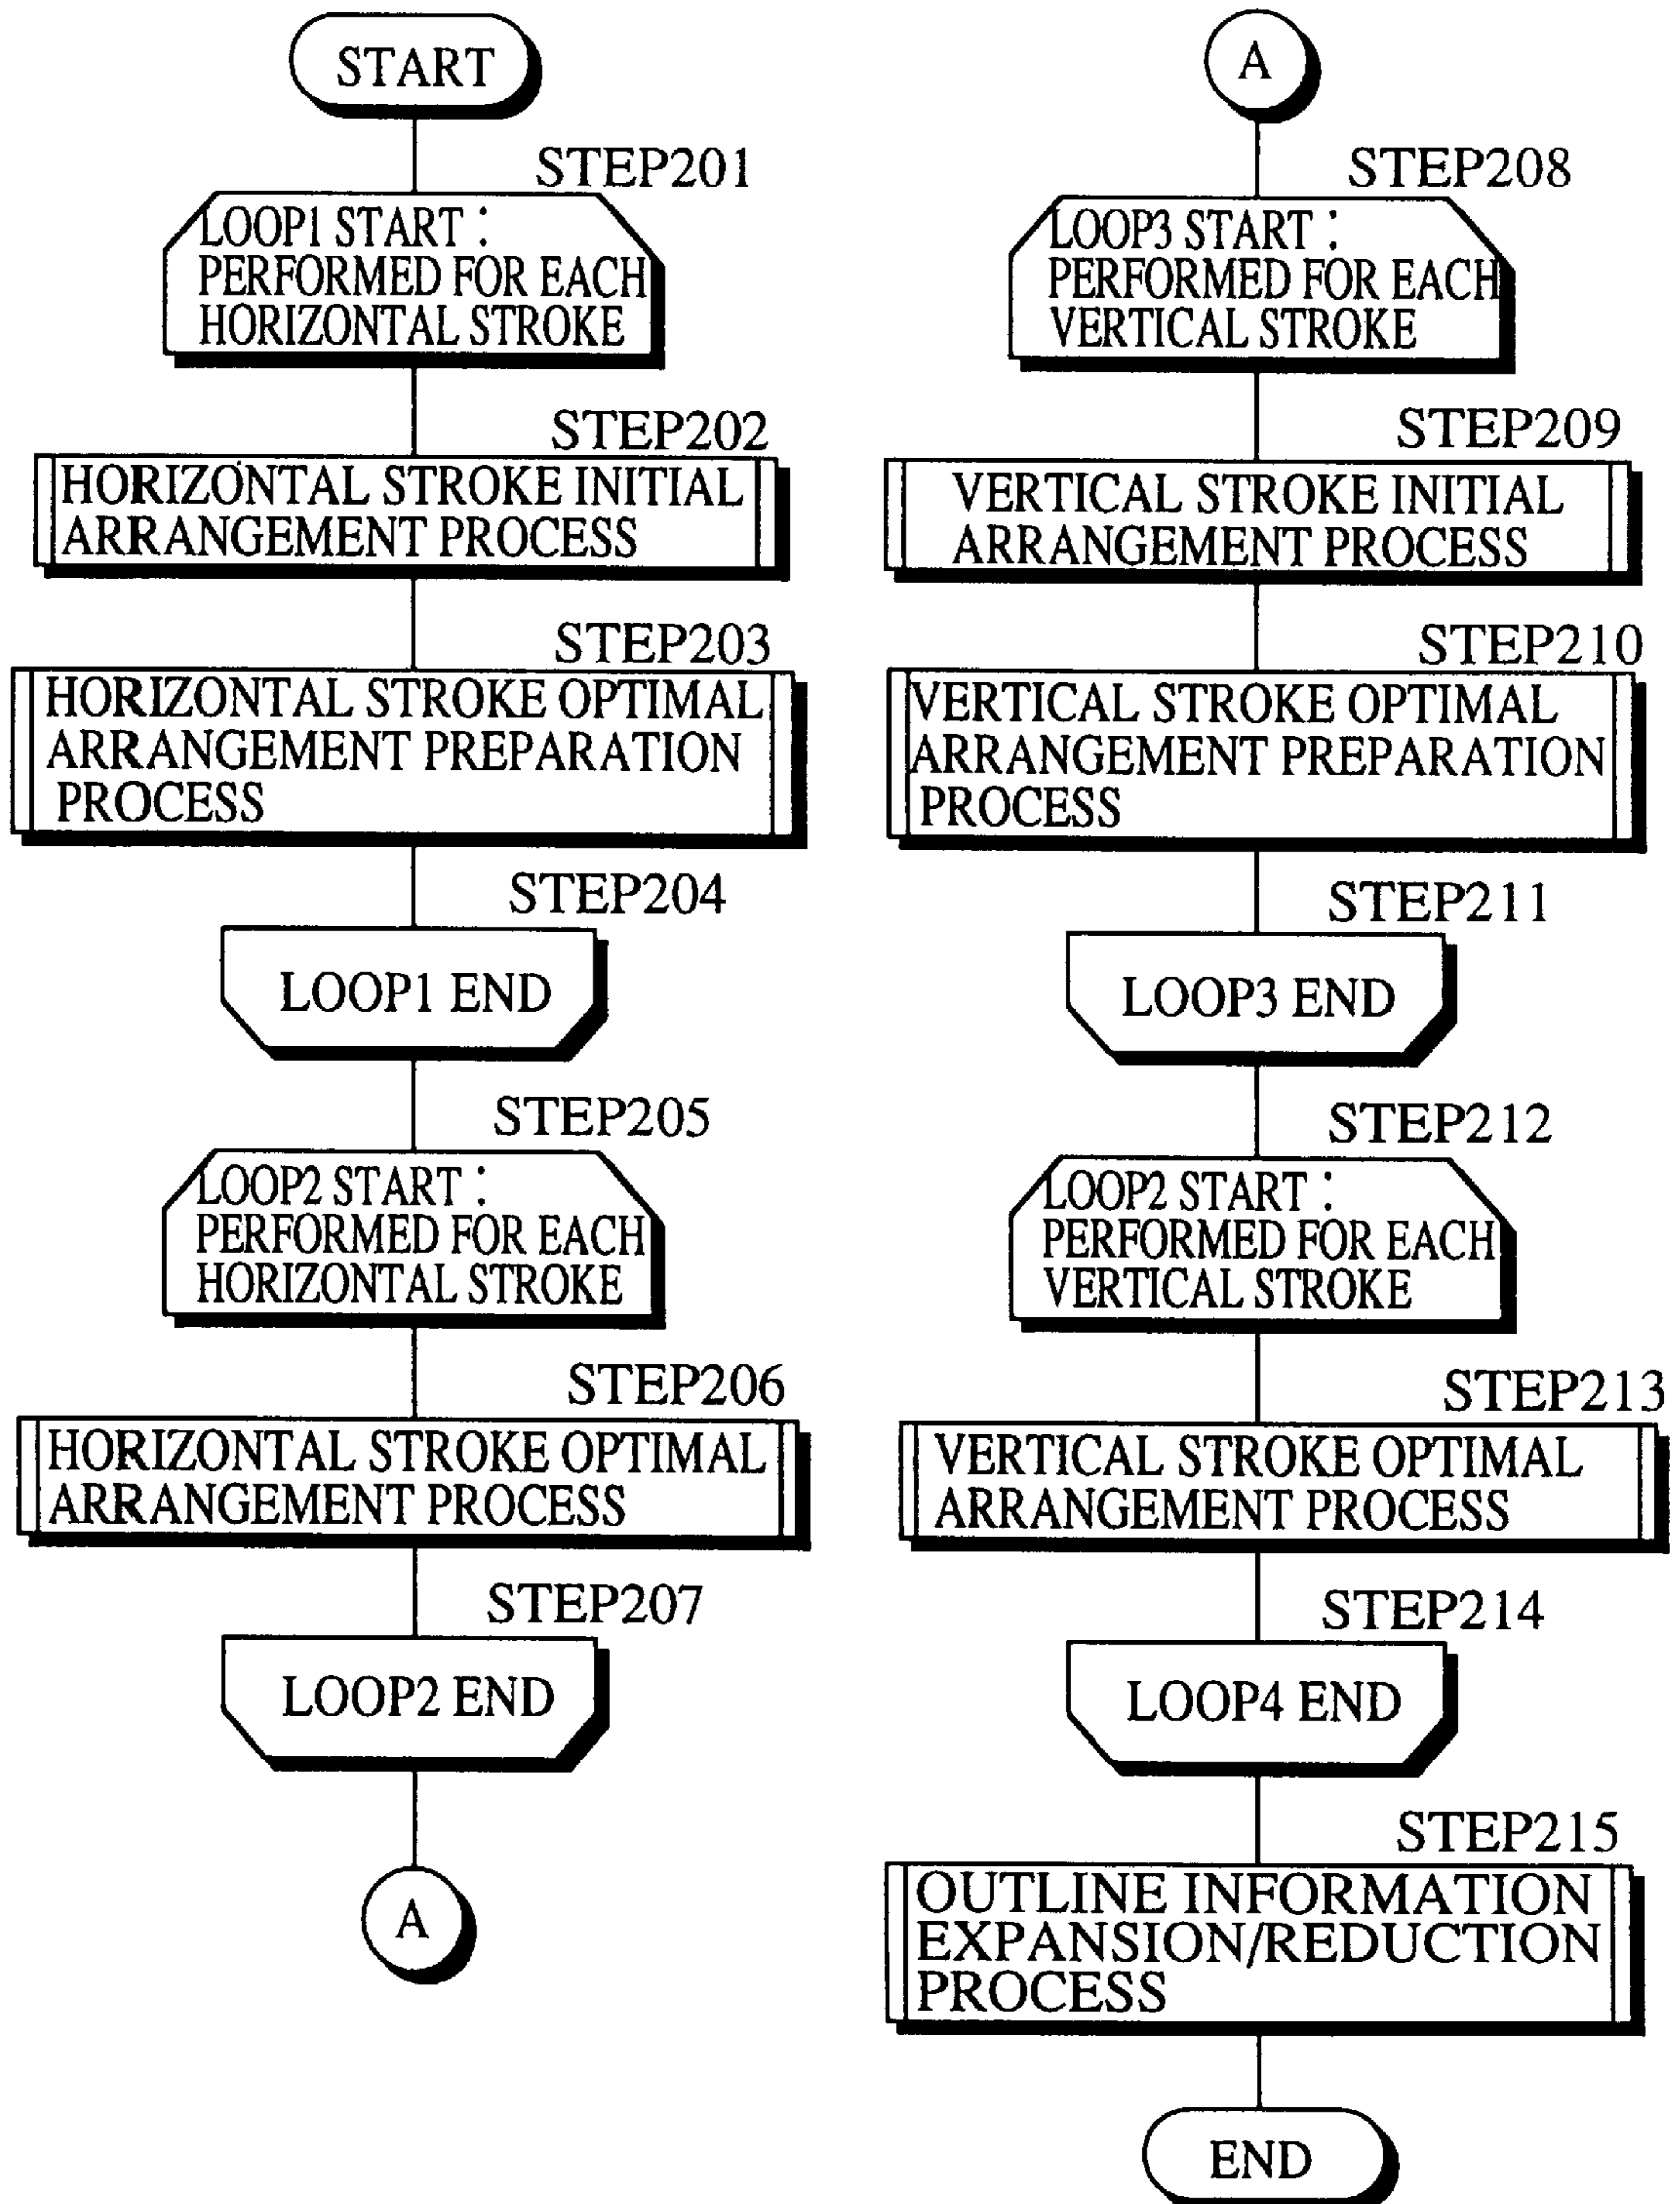 START
STEP201
LOOP1 START :
PERFORMED FOR EACH
HORIZONTAL STROKE
STEP202
HORIZONTAL STROKE INITIAL
ARRANGEMENT PROCESS
STEP203
HORIZONTAL STROKE OPTIMAL
ARRANGEMENT PREPARATION
PROCESS
STEP204
LOOP1 END
STEP205
LOOP2 START :
PERFORMED FOR EACH
HORIZONTAL STROKE
STEP206
HORIZONTAL STROKE OPTIMAL
ARRANGEMENT PROCESS
STEP207
LOOP2 END
A
A
STEP208
LOOP3 START :
PERFORMED FOR EACH
VERTICAL STROKE
STEP209
VERTICAL STROKE INITIAL
ARRANGEMENT PROCESS
STEP210
VERTICAL STROKE OPTIMAL
ARRANGEMENT PREPARATION
PROCESS
STEP211
LOOP3 END
STEP212
LOOP2 START :
PERFORMED FOR EACH
VERTICAL STROKE
STEP213
VERTICAL STROKE OPTIMAL
ARRANGEMENT PROCESS
STEP214
LOOP4 END
STEP215
OUTLINE INFORMATION
EXPANSION/REDUCTION
PROCESS
END